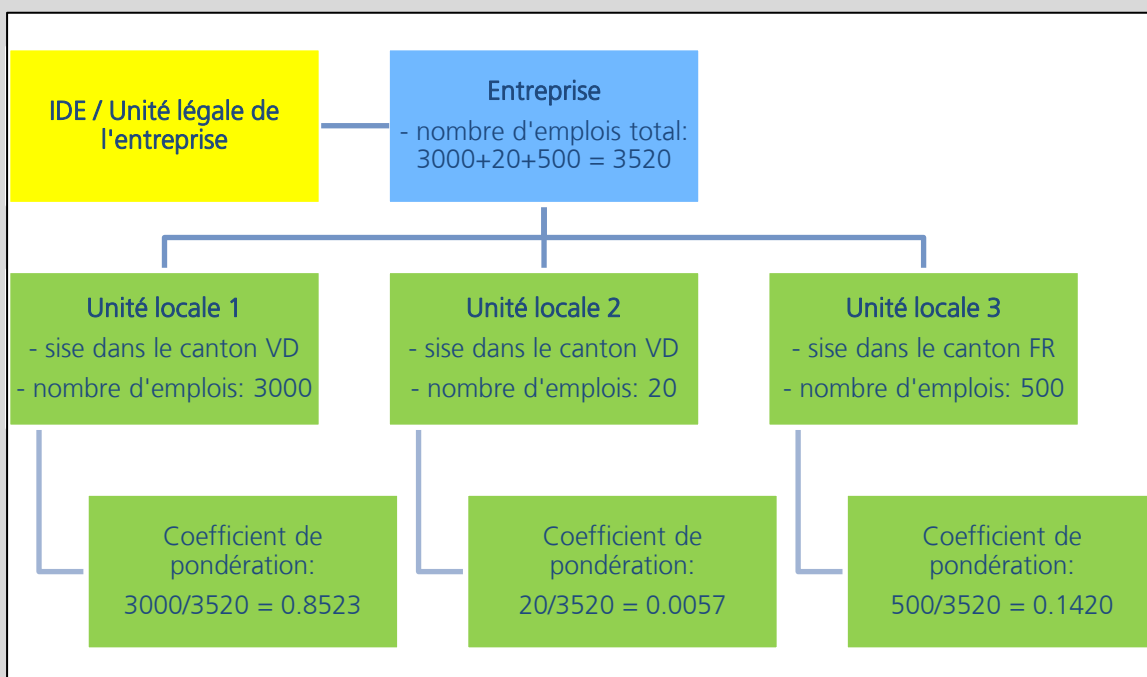 IDE / Unité légale de
l'entreprise
Entreprise
- nombre d'emplois total:
3000+20+500 = 3520
Unité locale 1
- sise dans le canton VD
- nombre d'emplois: 3000
Unité locale 2
- sise dans le canton VD
- nombre d'emplois: 20
Unité locale 3
- sise dans le canton FR
- nombre d'emplois: 500
Coefficient de
pondération:
3000/3520 = 0.8523
Coefficient de
pondération:
20/3520 = 0.0057
Coefficient de
pondération:
500/3520 = 0.1420